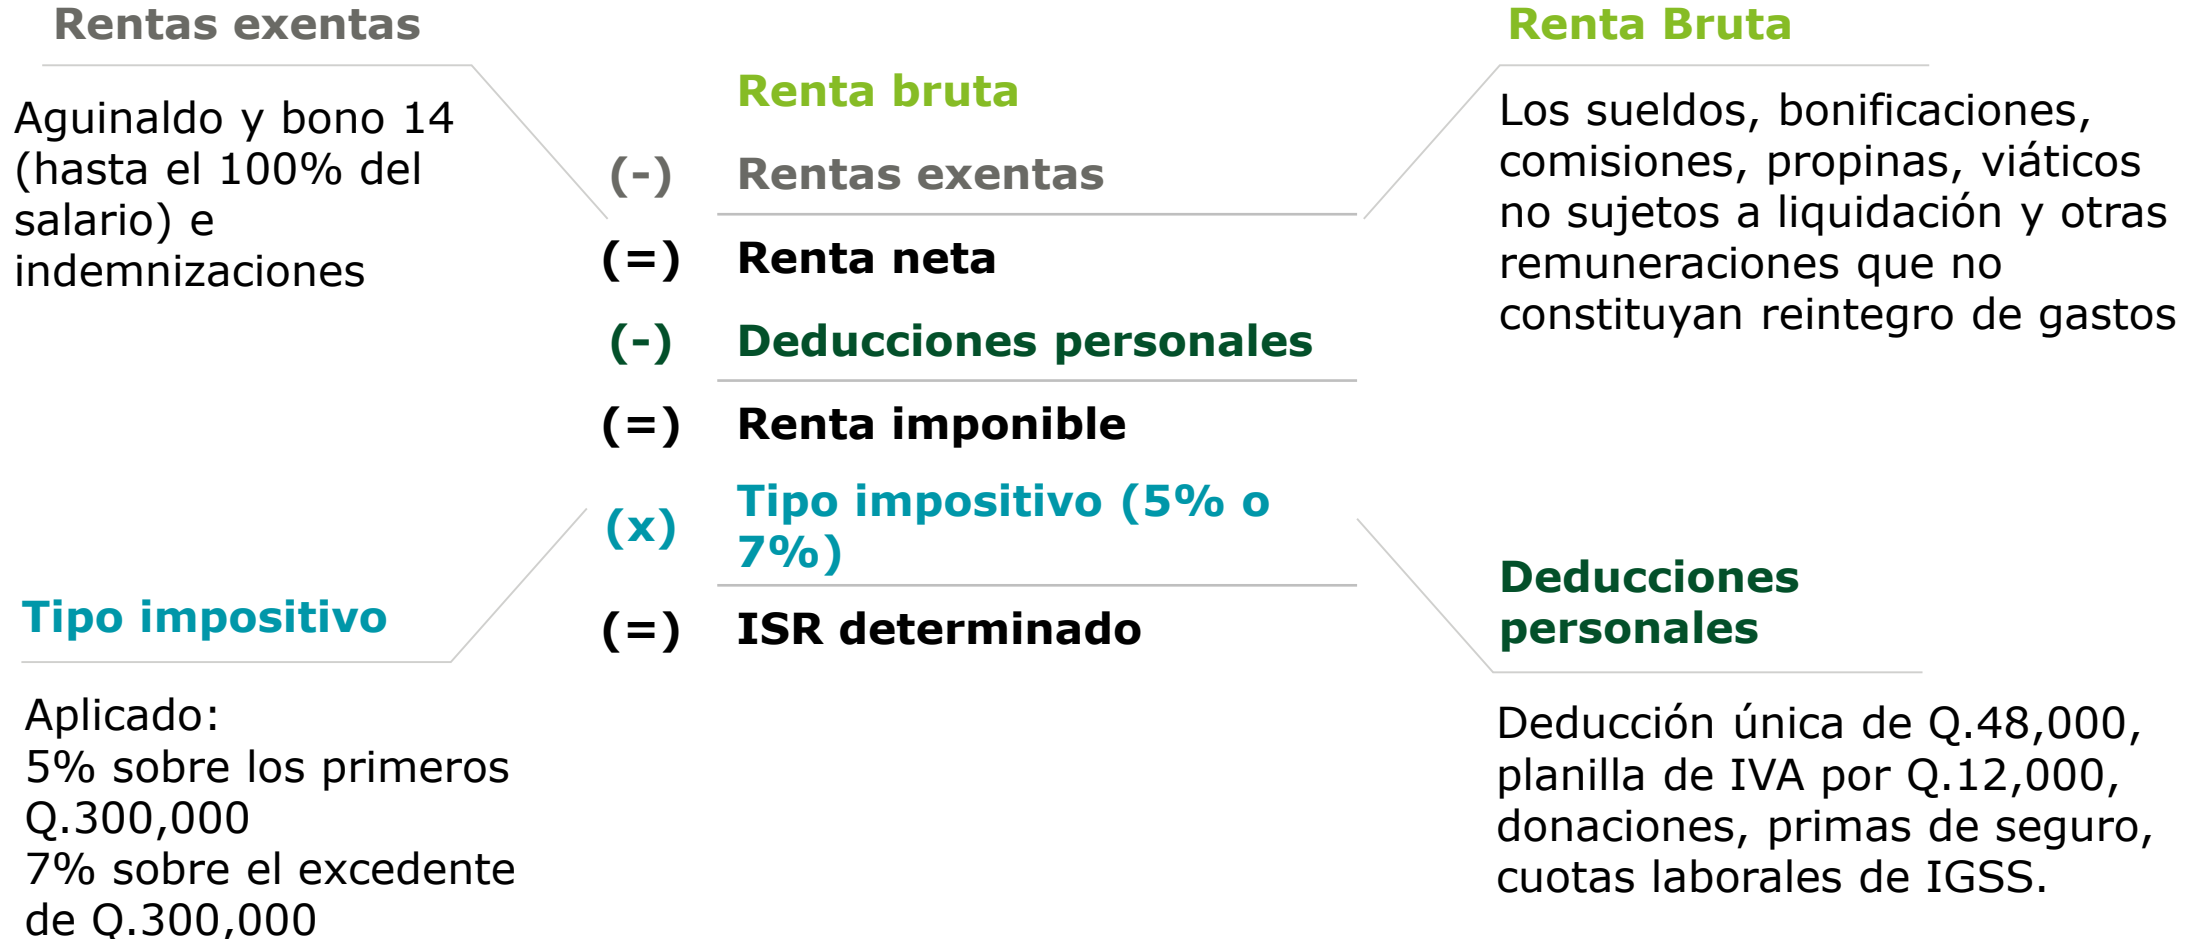 Rentas exentas
Aguinaldo y bono 14
(hasta el 100% del
salario) e
indemnizaciones
Renta bruta
(-) Rentas exentas
(=) Renta neta
(-) Deducciones personales
(=) Renta imponible
(x) Tipo impositivo (5% o
7%)
(=) ISR determinado
Renta Bruta
Los sueldos, bonificaciones,
comisiones, propinas, viáticos
no sujetos a liquidación y otras
remuneraciones que no
constituyan reintegro de gastos
Tipo impositivo
Aplicado:
5% sobre los primeros
Q.300,000
7% sobre el excedente
de Q.300,000
Deducciones
personales
Deducción única de Q.48,000,
planilla de IVA por Q.12,000,
donaciones, primas de seguro,
cuotas laborales de IGSS.